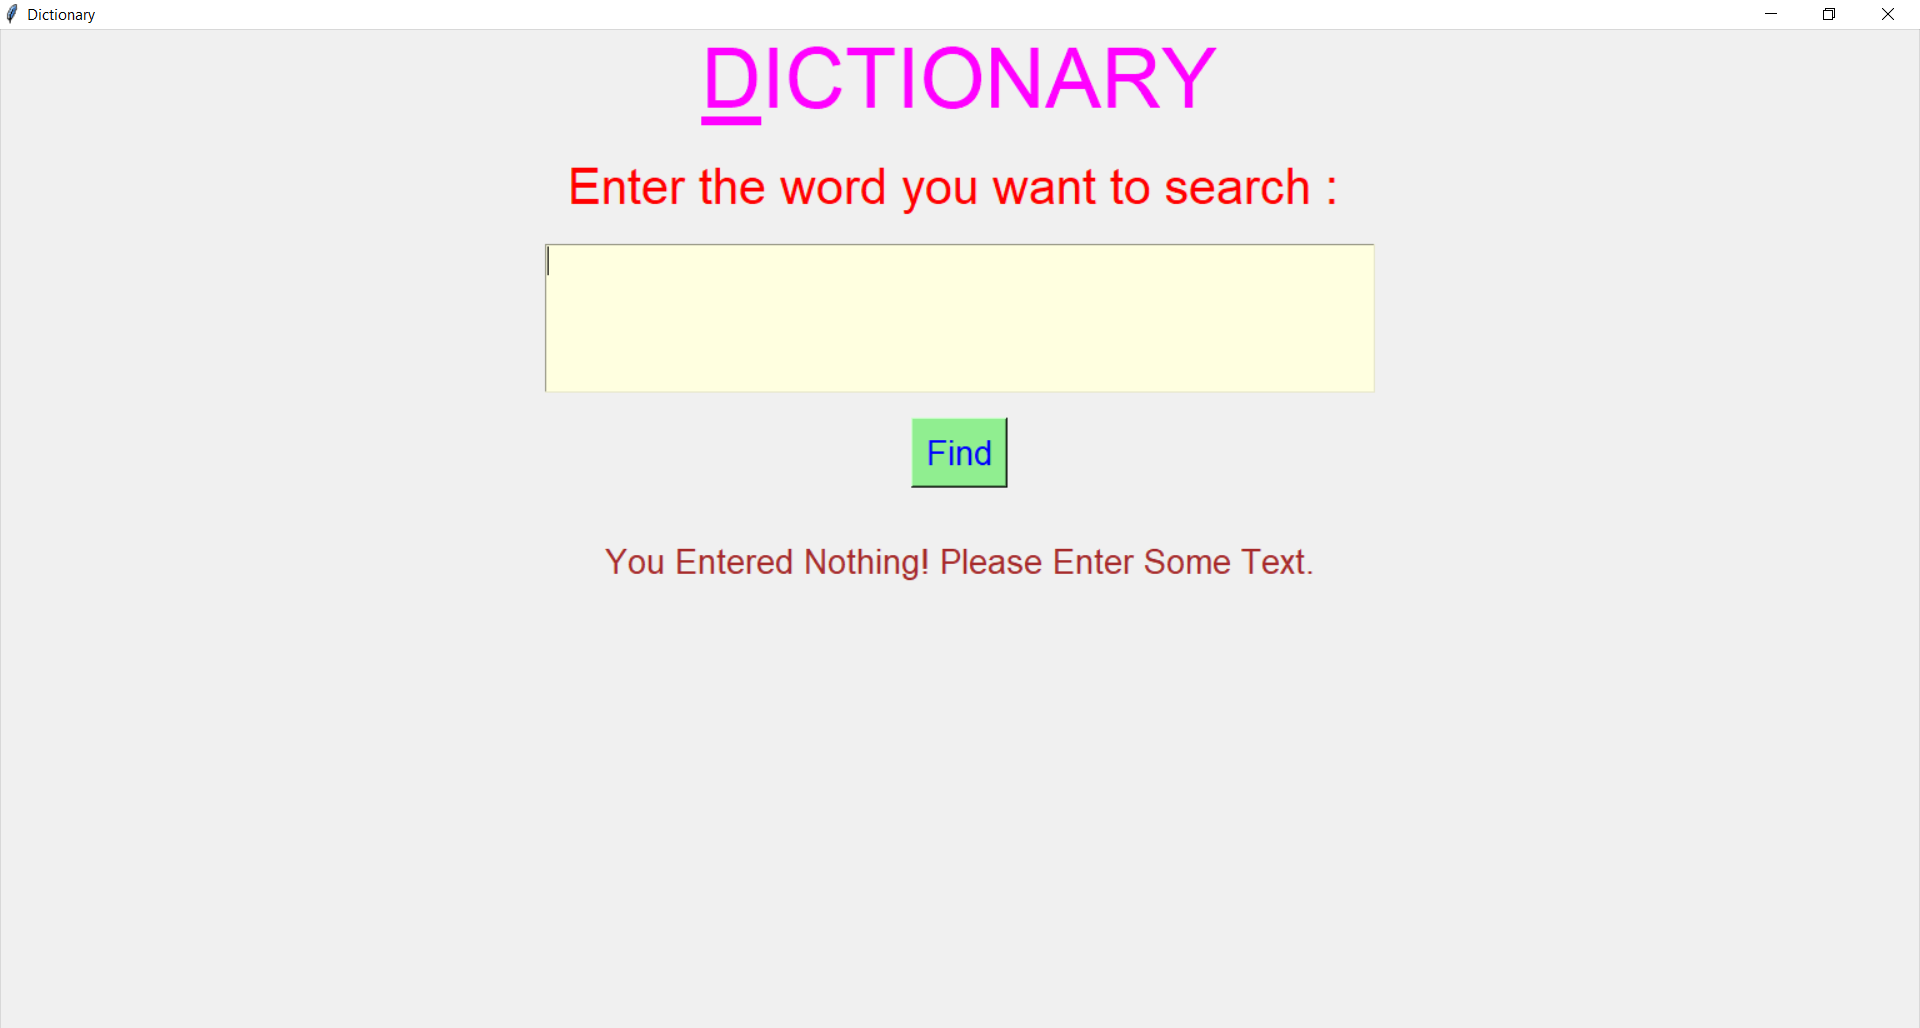 Dictionary
DICTIONARY
Enter the word you want to search :
Find
You Entered Nothing! Please Enter Some Text.